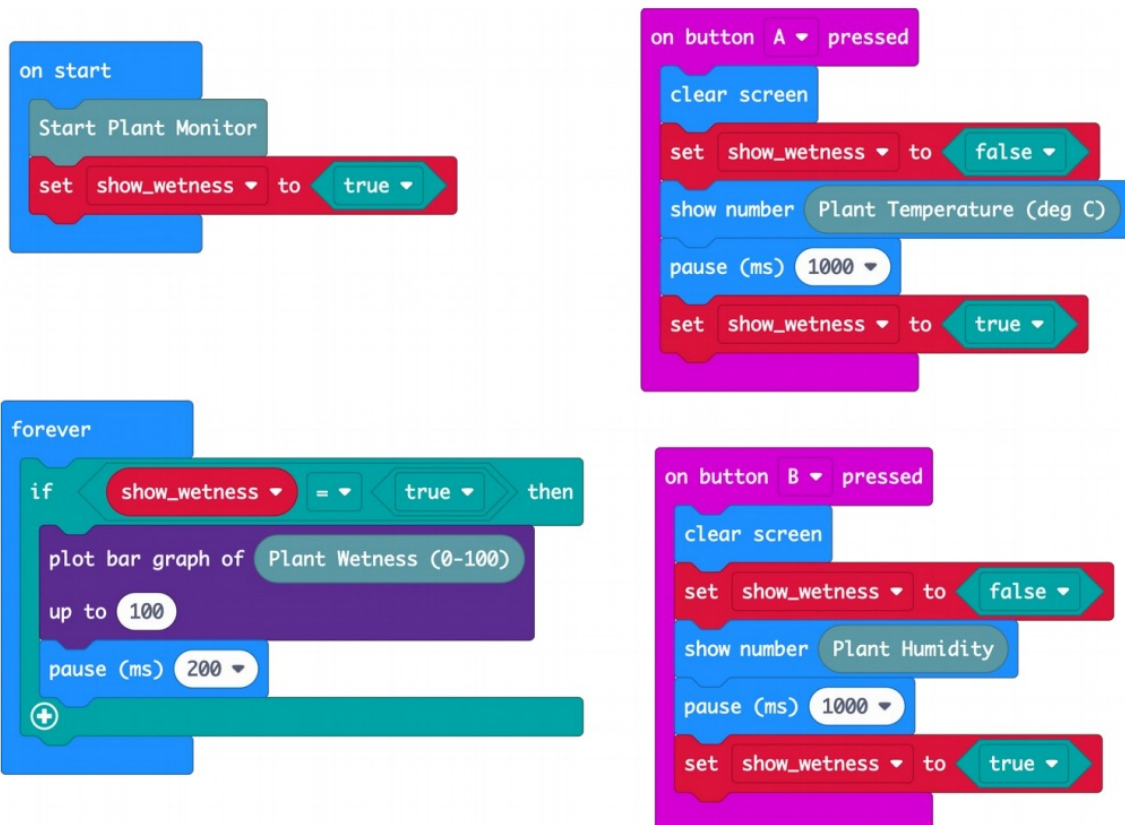 on start
Start Plant Monitor
set show_wetness to true
forever
if show_wetness = true then
plot bar graph of Plant Wetness (0-100)
up to 100
pause (ms) 200
on button A pressed
clear screen
set show_wetness to false
show number Plant Temperature (deg C)
pause (ms) 1000
set show_wetness to true
on button B pressed
clear screen
set show_wetness to false
show number Plant Humidity
pause (ms) 1000
set show_wetness to true